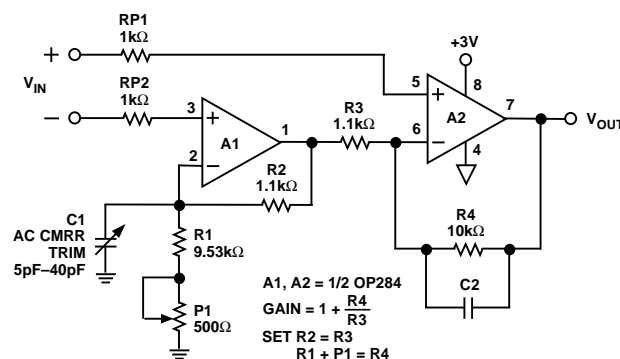 RP1
1kΩ
+
V_IN
−
RP2
1kΩ
3
+
A1
1
2
−
R2
1.1kΩ
R3
1.1kΩ
+3V
5
+
8
A2
7
V_OUT
6
−
4
R4
10kΩ
C2
C1
AC CMRR
TRIM
5pF–40pF
R1
9.53kΩ
P1
500Ω
A1, A2 = 1/2 OP284
GAIN = 1 + R4
R3
SET R2 = R3
R1 + P1 = R4